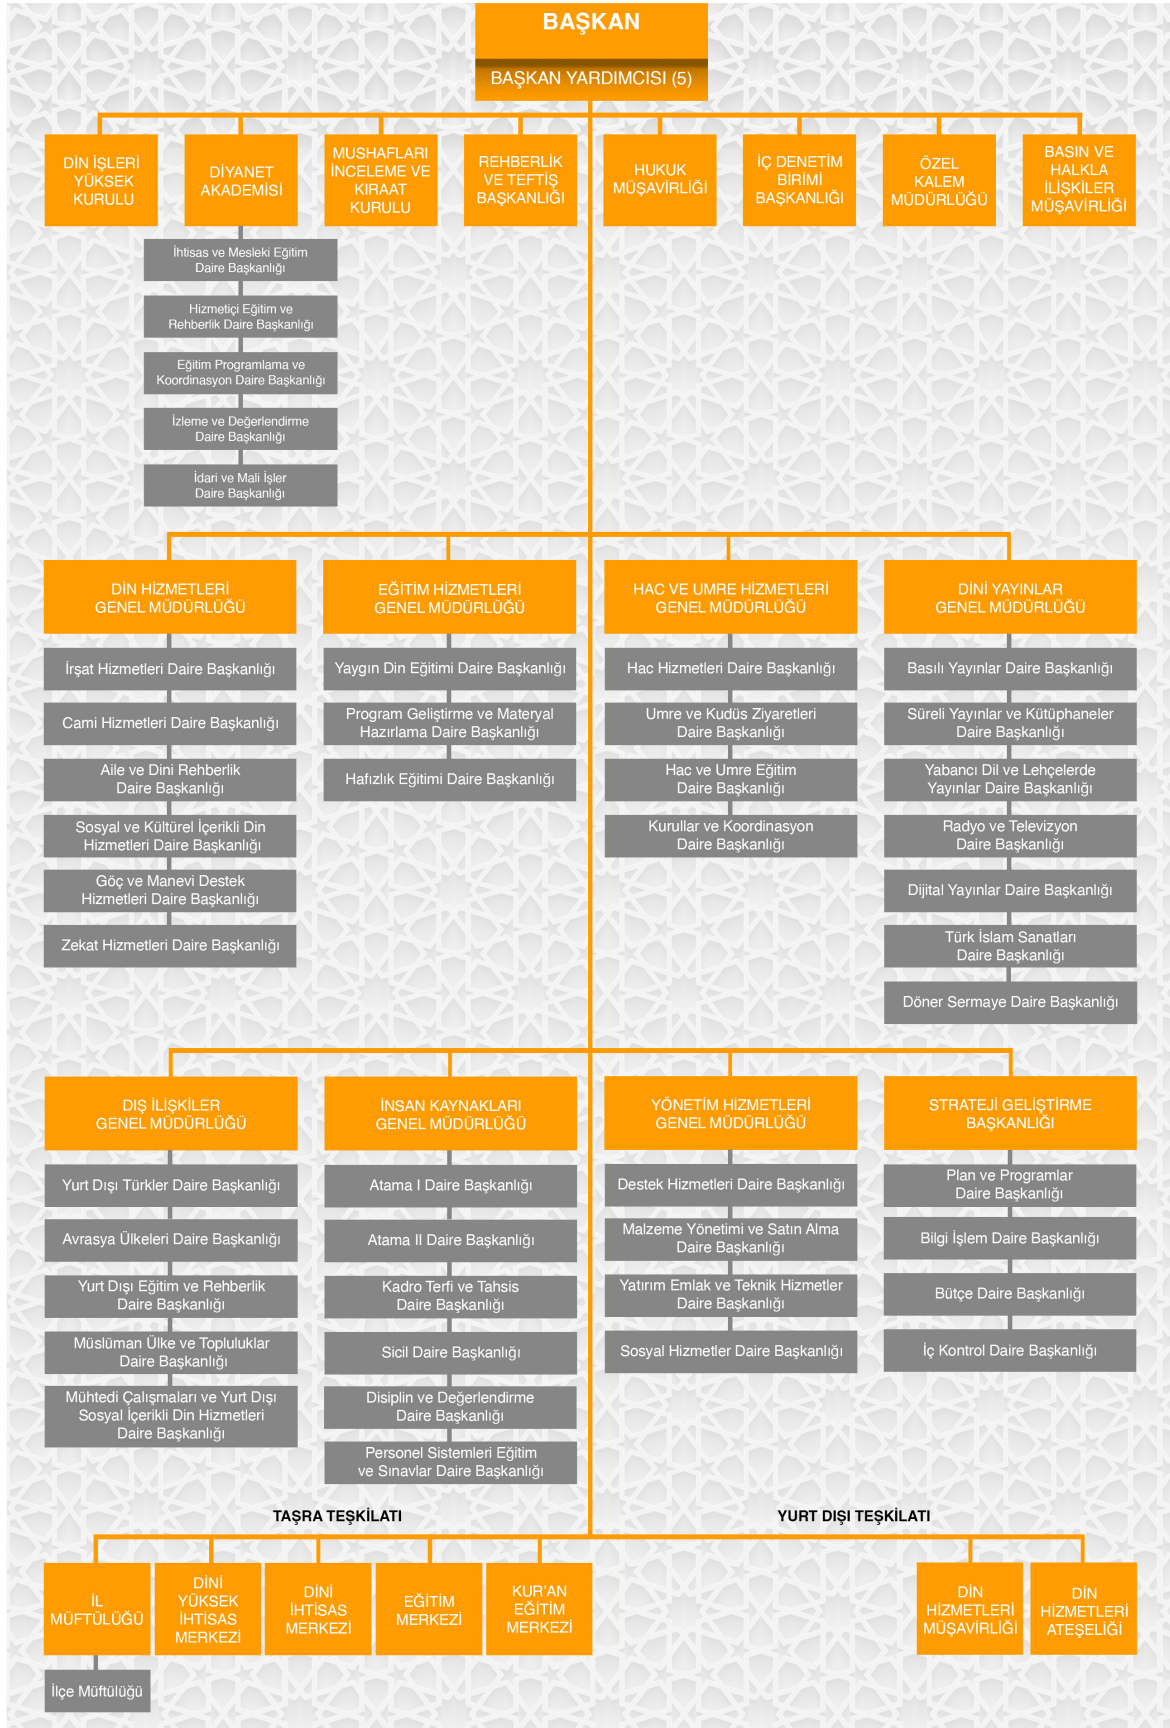 BAŞKAN
BAŞKAN YARDIMCISI (5)
DİN İŞLERİ
YÜKSEK
KURULU
DİYANET
AKADEMİSİ
MUSHAFLARI
İNCELEME VE
KIRAAT
KURULU
REHBERLİK
VE TEFTİŞ
BAŞKANLIĞI
HUKUK
MÜŞAVİRLİĞİ
İÇ DENETİM
BİRİMİ
BAŞKANLIĞI
ÖZEL
KALEM
MÜDÜRLÜĞÜ
BASIN VE
HALKLA
İLİŞKİLER
MÜŞAVİRLİĞİ
İhtisas ve Mesleki Eğitim
Daire Başkanlığı
Hizmetiçi Eğitim ve
Rehberlik Daire Başkanlığı
Eğitim Programlama ve
Koordinasyon Daire Başkanlığı
İzleme ve Değerlendirme
Daire Başkanlığı
İdari ve Mali İşler
Daire Başkanlığı
DİN HİZMETLERİ
GENEL MÜDÜRLÜĞÜ
İrşat Hizmetleri Daire Başkanlığı
Cami Hizmetleri Daire Başkanlığı
Aile ve Dini Rehberlik
Daire Başkanlığı
Sosyal ve Kültürel İçerikli Din
Hizmetleri Daire Başkanlığı
Göç ve Manevi Destek
Hizmetleri Daire Başkanlığı
Zekat Hizmetleri Daire Başkanlığı
EĞİTİM HİZMETLERİ
GENEL MÜDÜRLÜĞÜ
Yaygın Din Eğitimi Daire Başkanlığı
Program Geliştirme ve Materyal
Hazırlama Daire Başkanlığı
Hafızlık Eğitimi Daire Başkanlığı
HAC VE UMRE HİZMETLERİ
GENEL MÜDÜRLÜĞÜ
Hac Hizmetleri Daire Başkanlığı
Umre ve Kudüs Ziyaretleri
Daire Başkanlığı
Hac ve Umre Eğitim
Daire Başkanlığı
Kurullar ve Koordinasyon
Daire Başkanlığı
DİNİ YAYINLAR
GENEL MÜDÜRLÜĞÜ
Basılı Yayınlar Daire Başkanlığı
Süreli Yayınlar ve Kütüphaneler
Daire Başkanlığı
Yabancı Dil ve Lehçelerde
Yayınlar Daire Başkanlığı
Radyo ve Televizyon
Daire Başkanlığı
Dijital Yayınlar Daire Başkanlığı
Türk İslam Sanatları
Daire Başkanlığı
Döner Sermaye Daire Başkanlığı
DIŞ İLİŞKİLER
GENEL MÜDÜRLÜĞÜ
Yurt Dışı Türkler Daire Başkanlığı
Avrasya Ülkeleri Daire Başkanlığı
Yurt Dışı Eğitim ve Rehberlik
Daire Başkanlığı
Müslüman Ülke ve Topluluklar
Daire Başkanlığı
Mühtedi Çalışmaları ve Yurt Dışı
Sosyal İçerikli Din Hizmetleri
Daire Başkanlığı
İNSAN KAYNAKLARI
GENEL MÜDÜRLÜĞÜ
Atama I Daire Başkanlığı
Atama II Daire Başkanlığı
Kadro Terfi ve Tahsis
Daire Başkanlığı
Sicil Daire Başkanlığı
Disiplin ve Değerlendirme
Daire Başkanlığı
Personel Sistemleri Eğitim
ve Sınavlar Daire Başkanlığı
YÖNETİM HİZMETLERİ
GENEL MÜDÜRLÜĞÜ
Destek Hizmetleri Daire Başkanlığı
Malzeme Yönetimi ve Satın Alma
Daire Başkanlığı
Yatırım Emlak ve Teknik Hizmetler
Daire Başkanlığı
Sosyal Hizmetler Daire Başkanlığı
STRATEJİ GELİŞTİRME
BAŞKANLIĞI
Plan ve Programlar
Daire Başkanlığı
Bilgi İşlem Daire Başkanlığı
Bütçe Daire Başkanlığı
İç Kontrol Daire Başkanlığı
TAŞRA TEŞKİLATI
İL
MÜFTÜLÜĞÜ
DİNİ
YÜKSEK
İHTİSAS
MERKEZİ
DİNİ
İHTİSAS
MERKEZİ
EĞİTİM
MERKEZİ
KUR'AN
EĞİTİM
MERKEZİ
İlçe Müftülüğü
YURT DIŞI TEŞKİLATI
DİN
HİZMETLERİ
MÜŞAVİRLİĞİ
DİN
HİZMETLERİ
ATEŞELİĞİ